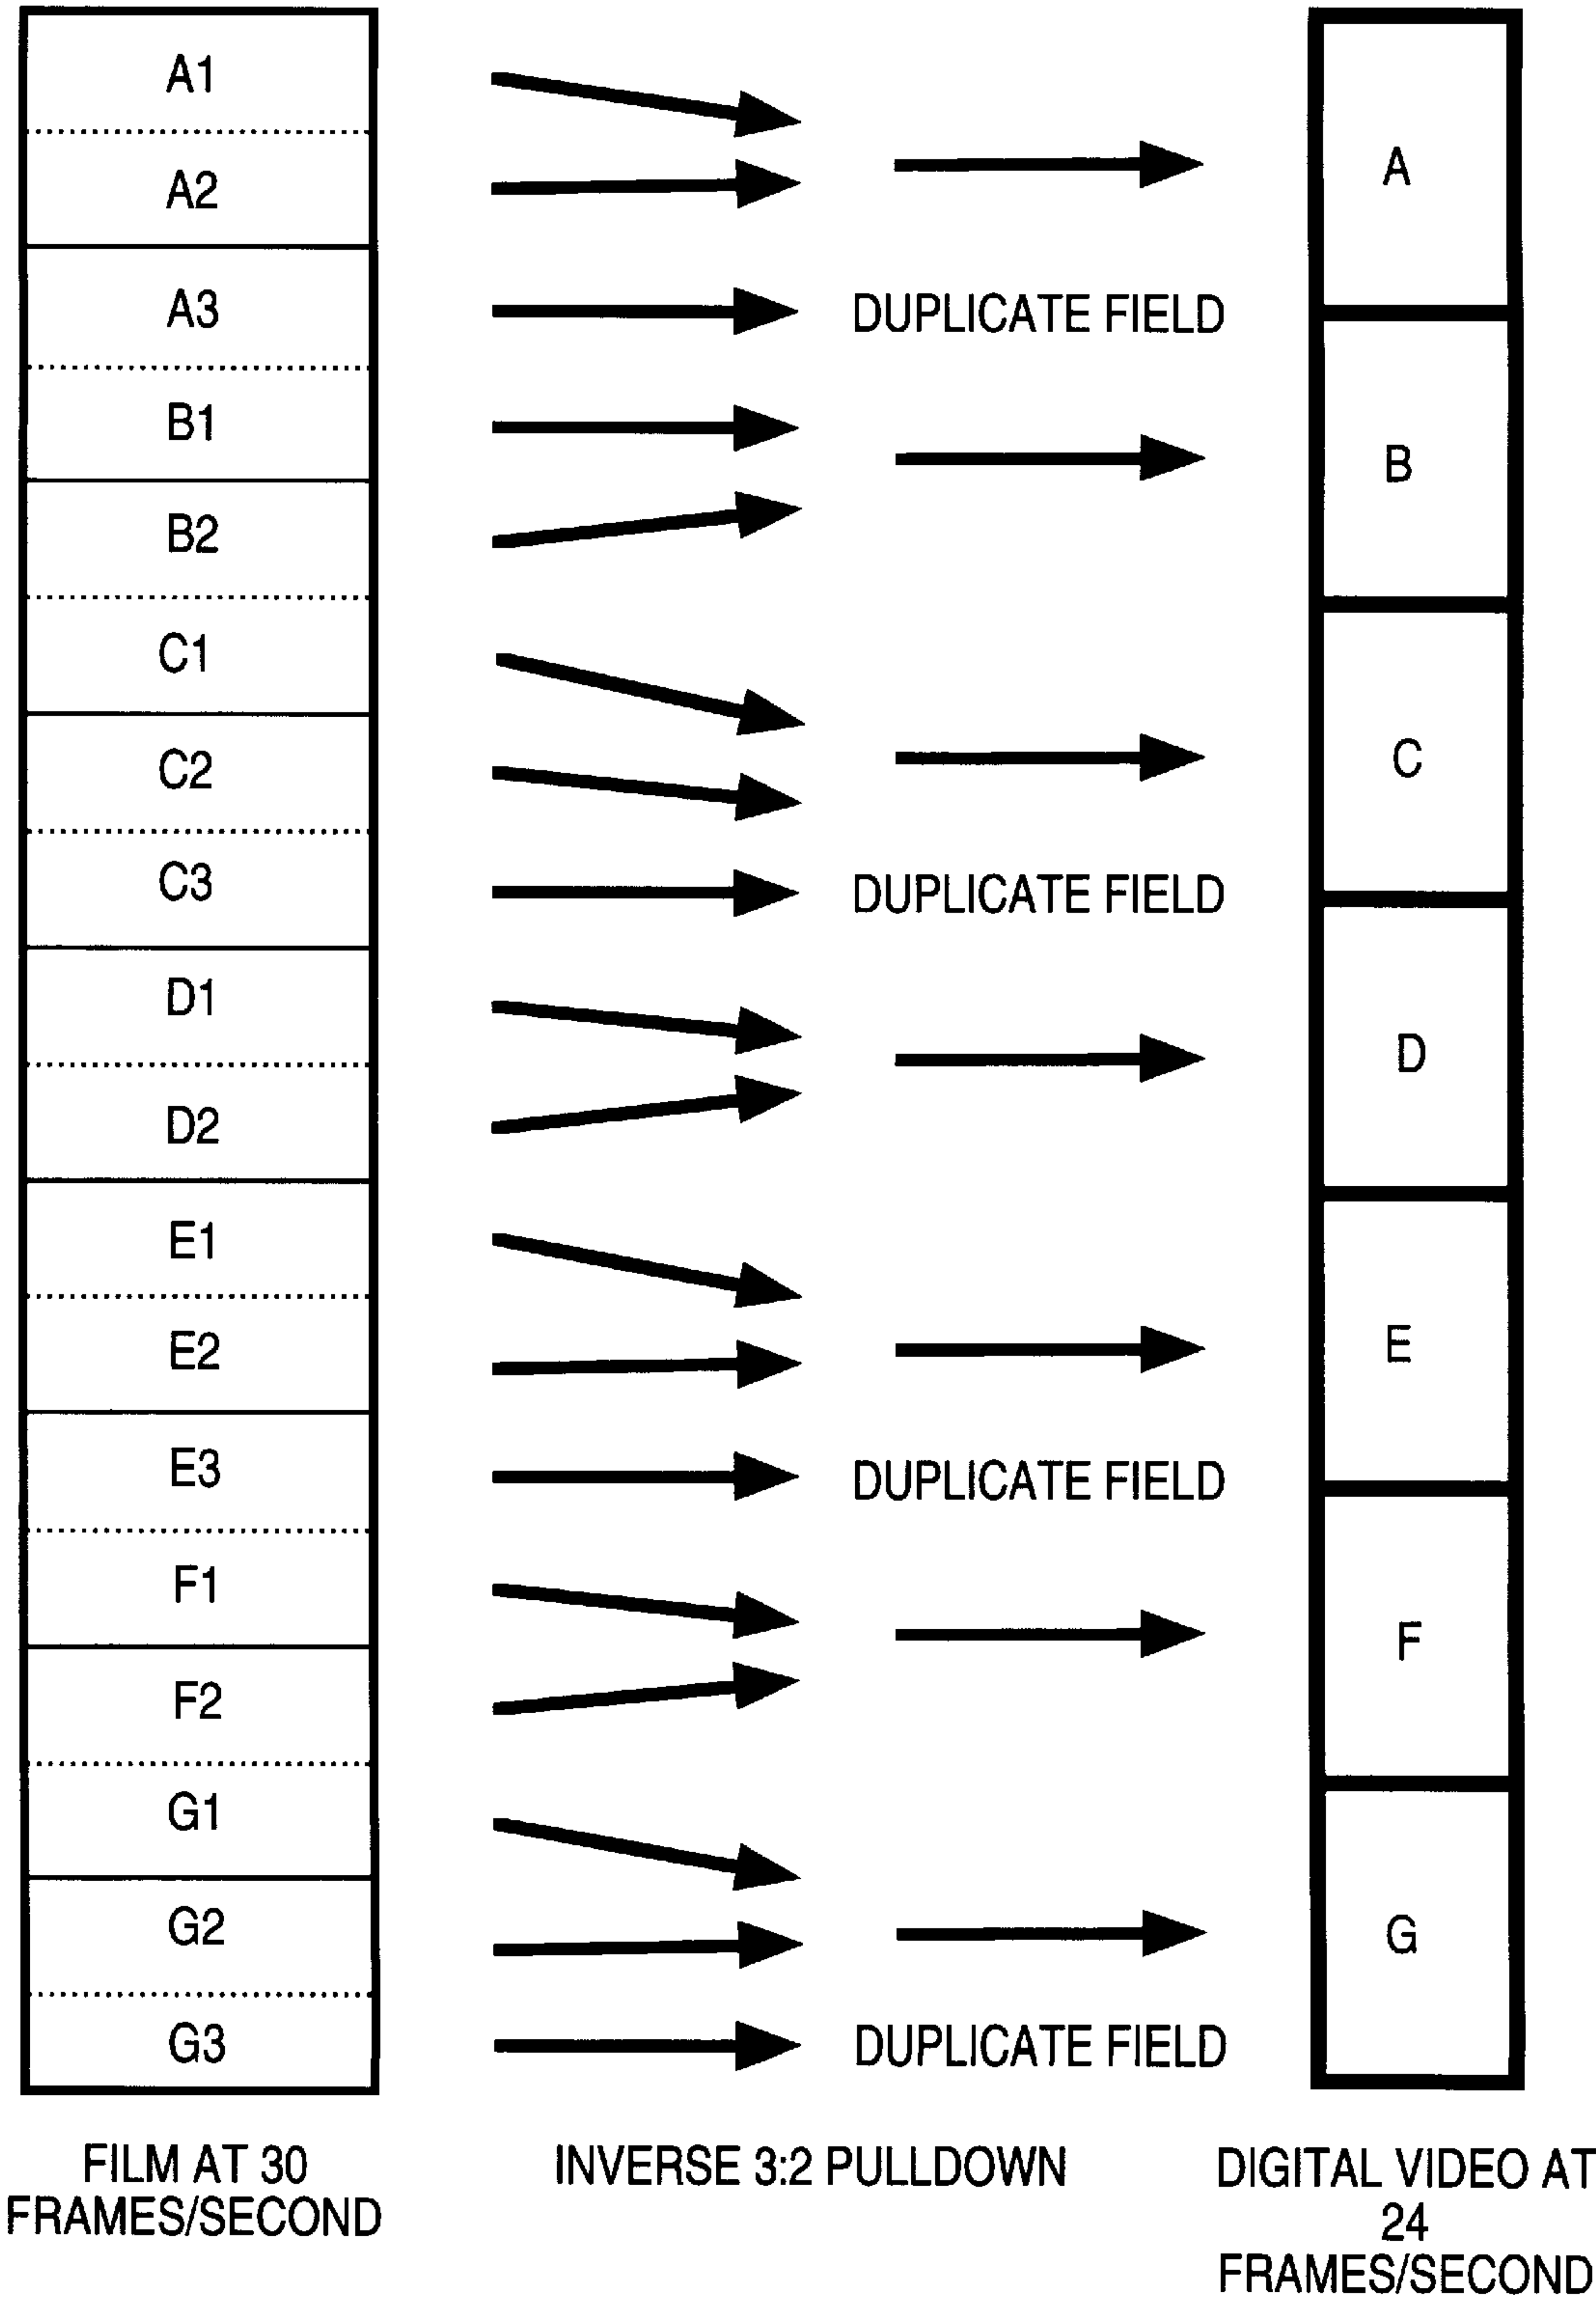 A1
A2
A3
B1
B2
C1
C2
C3
D1
D2
E1
E2
E3
F1
F2
G1
G2
G3
DUPLICATE FIELD
DUPLICATE FIELD
DUPLICATE FIELD
DUPLICATE FIELD
A
B
C
D
E
F
G
FILM AT 30
FRAMES/SECOND
INVERSE 3:2 PULLDOWN
DIGITAL VIDEO AT
24
FRAMES/SECOND